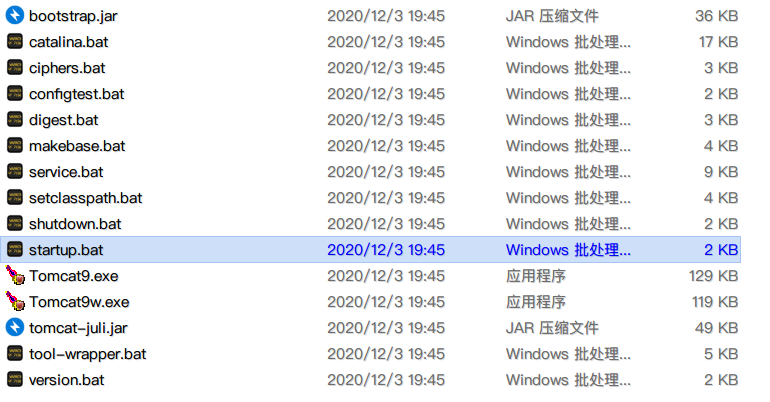 bootstrap.jar 2020/12/3 19:45 JAR 压缩文件 36 KB
catalina.bat 2020/12/3 19:45 Windows 批处理... 17 KB
ciphers.bat 2020/12/3 19:45 Windows 批处理... 3 KB
configtest.bat 2020/12/3 19:45 Windows 批处理... 2 KB
digest.bat 2020/12/3 19:45 Windows 批处理... 3 KB
makebase.bat 2020/12/3 19:45 Windows 批处理... 4 KB
service.bat 2020/12/3 19:45 Windows 批处理... 9 KB
setclasspath.bat 2020/12/3 19:45 Windows 批处理... 4 KB
shutdown.bat 2020/12/3 19:45 Windows 批处理... 2 KB
startup.bat 2020/12/3 19:45 Windows 批处理... 2 KB
Tomcat9.exe 2020/12/3 19:45 应用程序 129 KB
Tomcat9w.exe 2020/12/3 19:45 应用程序 119 KB
tomcat-juli.jar 2020/12/3 19:45 JAR 压缩文件 49 KB
tool-wrapper.bat 2020/12/3 19:45 Windows 批处理... 5 KB
version.bat 2020/12/3 19:45 Windows 批处理... 2 KB